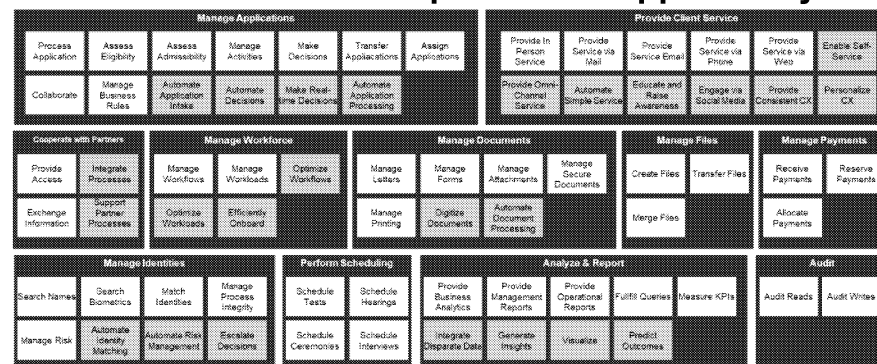 Manage Applications
Process
Application
Assess
Eligibility
Assess
Admissibility
Manage
Activities
Make
Decisions
Transfer
Applications
Assign
Applications
Collaborate
Manage
Business
Rules
Automate
Application
Intake
Automate
Decisions
Make Real-
time Decisions
Automate
Application
Processing
Provide Client Service
Provide In
Person
Service
Provide
Service via
Mail
Provide
Service Email
Provide
Service via
Phone
Provide
Service via
Web
Enable Self-
Service
Provide Omni-
Channel
Service
Automate
Simple Service
Educate and
Raise
Awareness
Engage via
Social Media
Provide
Consistent CX
Personalize
CX
Cooperate with Partners
Provide
Access
Integrate
Processes
Exchange
Information
Support
Partner
Processes
Manage Workforce
Manage
Workflows
Manage
Workloads
Optimize
Workflows
Optimize
Workloads
Efficiently
Onboard
Manage Documents
Manage
Letters
Manage
Forms
Manage
Attachments
Manage
Secure
Documents
Manage
Printing
Digitize
Documents
Automate
Document
Processing
Manage Files
Create Files
Transfer Files
Merge Files
Manage Payments
Receive
Payments
Reserve
Payments
Allocate
Payments
Manage Identities
Search Names
Search
Biometrics
Match
Identities
Manage
Process
Integrity
Manage Risk
Automate
Identity
Matching
Automate Risk
Management
Escalate
Decisions
Perform Scheduling
Schedule
Tests
Schedule
Hearings
Schedule
Ceremonies
Schedule
Interviews
Analyze & Report
Provide
Business
Analytics
Provide
Management
Reports
Provide
Operational
Reports
Fullfill Queries
Measure KPIs
Integrate
Disparate Data
Generate
Insights
Visualize
Predict
Outcomes
Audit
Audit Reads
Audit Writes